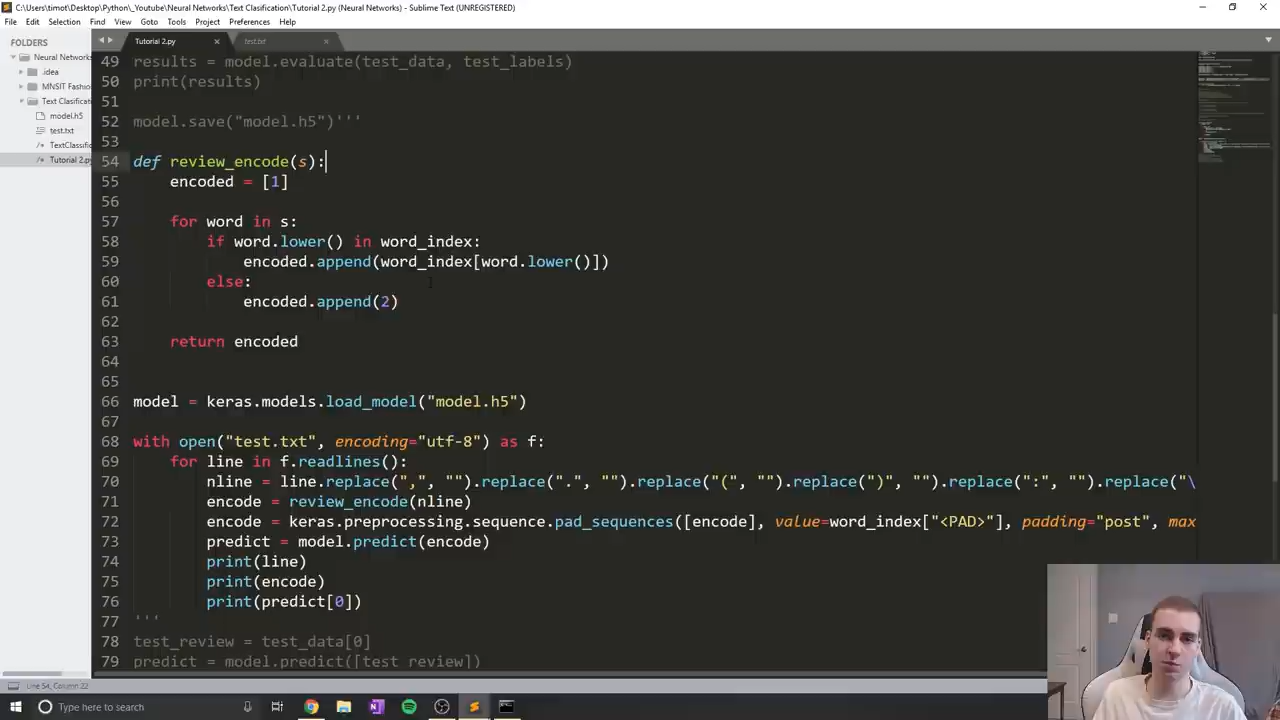 C:\Users\timot\Desktop\Python\_Youtube\Neural Networks\Text Clasification\Tutorial 2.py (Neural Networks) - Sublime Text (UNREGISTERED)
File Edit Selection Find View Goto Tools Project Preferences Help
FOLDERS
Neural Networks
.idea
MNSIT Fashio
Text Clasificat
model.h5
test.txt
TextClassific
Tutorial 2.py
Tutorial 2.py × test.txt ×
49 results = model.evaluate(test_data, test_labels)
50 print(results)
51
52 model.save("model.h5")'''
53
54 def review_encode(s):
55 encoded = [1]
56
57 for word in s:
58 if word.lower() in word_index:
59 encoded.append(word_index[word.lower()])
60 else:
61 encoded.append(2)
62
63 return encoded
64
65
66 model = keras.models.load_model("model.h5")
67
68 with open("test.txt", encoding="utf-8") as f:
69 for line in f.readlines():
70 nline = line.replace(",", "").replace(".", "").replace("(", "").replace(")", "").replace(":", "").replace("\
71 encode = review_encode(nline)
72 encode = keras.preprocessing.sequence.pad_sequences([encode], value=word_index["<PAD>"], padding="post", max
73 predict = model.predict(encode)
74 print(line)
75 print(encode)
76 print(predict[0])
77 '''
78 test_review = test_data[0]
79 predict = model.predict([test_review])
Line 54, Column 22
Type here to search